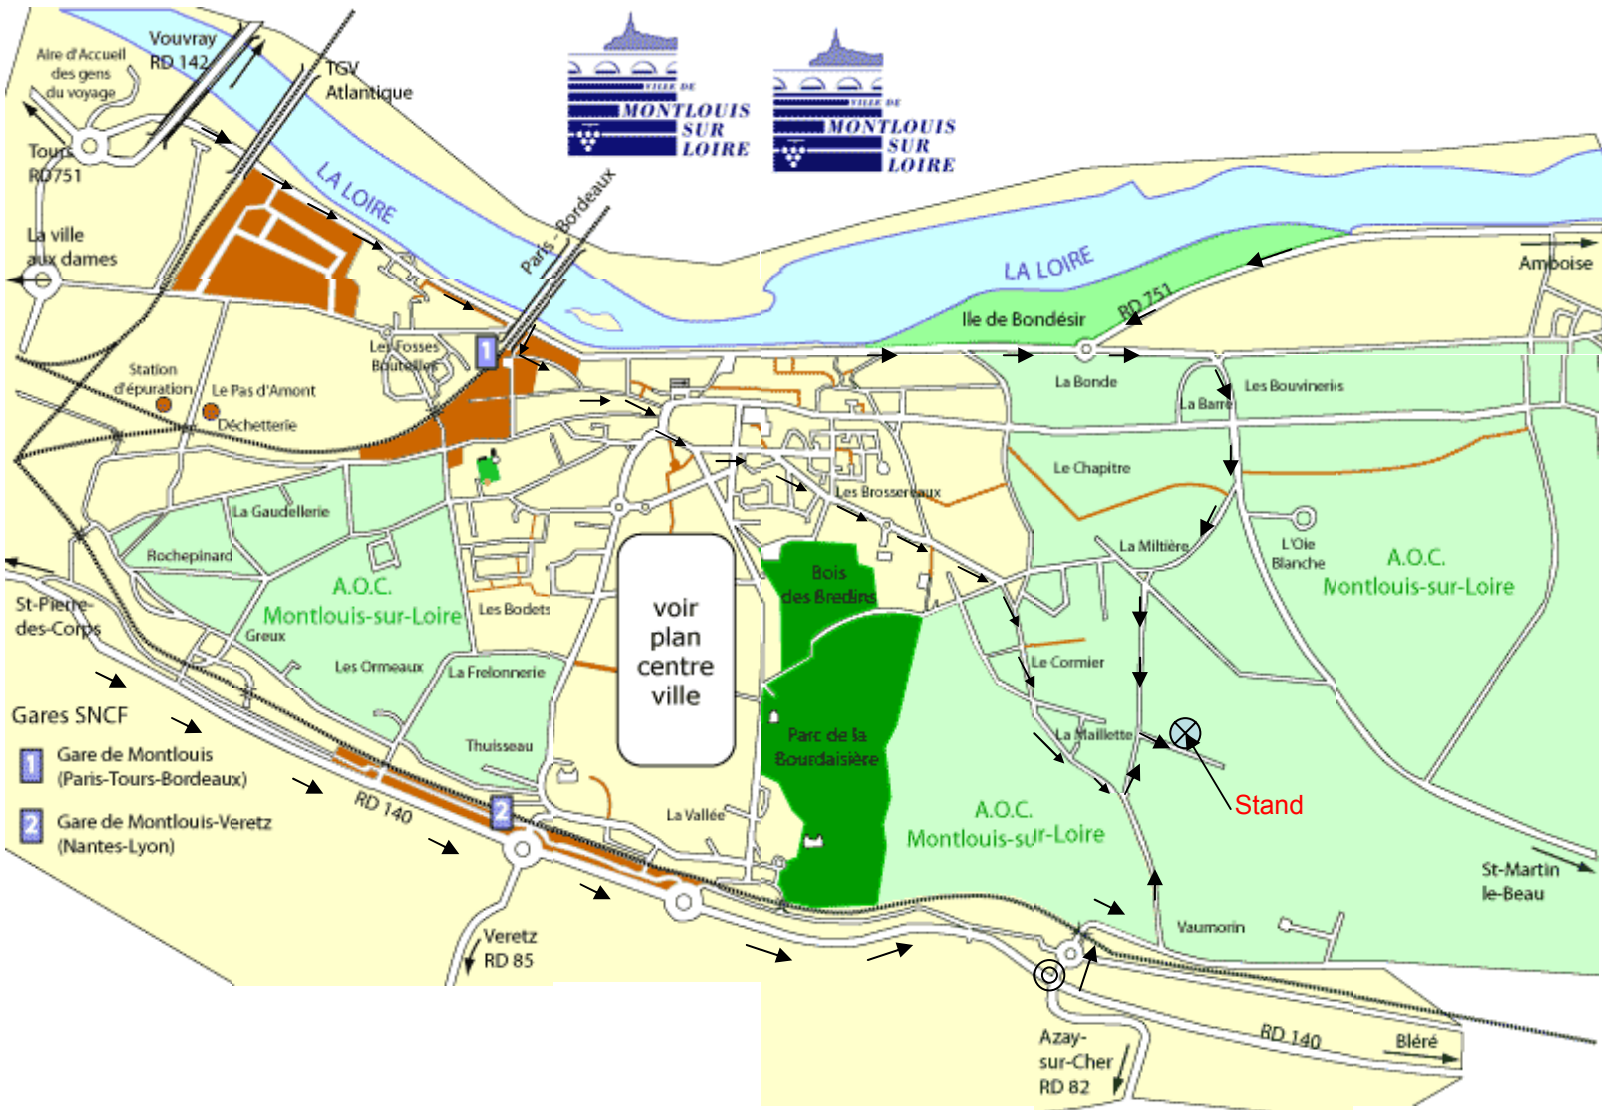 Vouvray
RD 142
Aire d'Accueil
des gens
du voyage
TGV
Atlantique
Tours
RD751
LA LOIRE
La ville
aux dames
VILLE DE
MONTLOUIS
SUR
LOIRE
VILLE DE
MONTLOUIS
SUR
LOIRE
Paris - Bordeaux
LA LOIRE
RD 751
Amboise
Ile de Bondésir
1
Les Fosses
Boutelles
Station
d'épuration
Le Pas d'Amont
Déchetterie
La Bonde
Les Bouvineris
La Barre
Le Chapitre
Les Brossereaux
La Gaudellerie
Rochepinard
A.O.C.
Montlouis-sur-Loire
La Miltière
L'Oie
Blanche
A.O.C.
Montlouis-sur-Loire
St-Pierre-
des-Corps
Greux
Les Bodets
Les Ormeaux
La Frelonnerie
voir
plan
centre
ville
Bois
des Bredins
Le Cormier
Parc de la
Bourdaisière
La Maillette
Stand
Thuisseau
Gares SNCF
1
Gare de Montlouis
(Paris-Tours-Bordeaux)
2
Gare de Montlouis-Veretz
(Nantes-Lyon)
RD 140
2
La Vallée
A.O.C.
Montlouis-sur-Loire
St-Martin
le-Beau
Veretz
RD 85
Vaumorin
Azay-
sur-Cher
RD 82
RD 140
Bléré